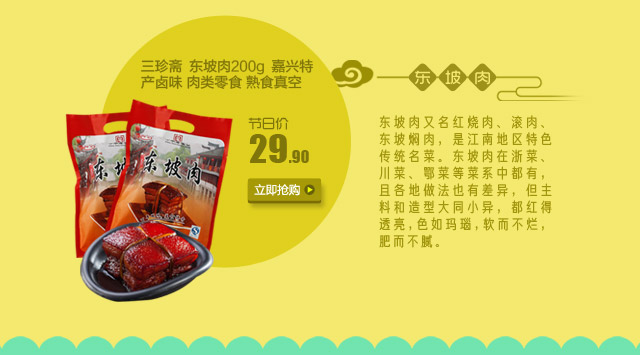 三珍斋 东坡肉200g 嘉兴特
产卤味 肉类零食 熟食真空
节日价
29.90
立即抢购
东坡肉
东坡肉
东坡肉
东坡肉又名红烧肉、滚肉、
东坡焖肉，是江南地区特色
传统名菜。东坡肉在浙菜、
川菜、鄂菜等菜系中都有，
且各地做法也有差异，但主
料和造型大同小异，都红得
透亮，色如玛瑙，软而不烂，
肥而不腻。